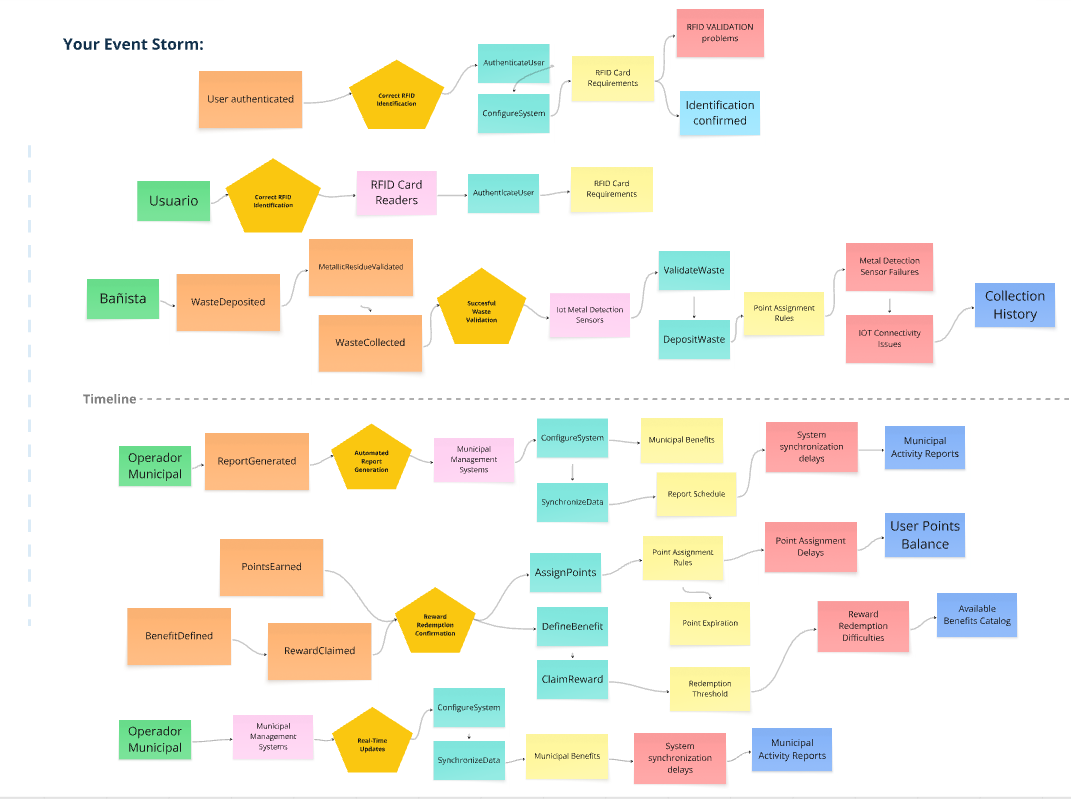 Your Event Storm:
User authenticated
Correct RFID
Identification
AuthenticateUser
ConfigureSystem
RFID Card
Requirements
RFID VALIDATION
problems
Identification
confirmed
Usuario
Correct RFID
Identification
RFID Card
Readers
AuthenticateUser
RFID Card
Requirements
Bañista
WasteDeposited
MetallicResidueValidated
WasteCollected
Succesful
Waste
Validation
Iot Metal Detection
Sensors
ValidateWaste
DepositWaste
Point Assignment
Rules
Metal Detection
Sensor Failures
IOT Connectivity
Issues
Collection
History
Timeline
Operador
Municipal
ReportGenerated
Automated
Report
Generation
Municipal
Management
Systems
ConfigureSystem
SynchronizeData
Municipal Benefits
Report Schedule
System
synchronization
delays
Municipal
Activity Reports
PointsEarned
BenefitDefined
RewardClaimed
Reward
Redemption
Confirmation
AssignPoints
DefineBenefit
ClaimReward
Point Assignment
Rules
Point Expiration
Redemption
Threshold
Point Assignment
Delays
User Points
Balance
Reward
Redemption
Difficulties
Available
Benefits Catalog
Operador
Municipal
Municipal
Management
Systems
Real-Time
Updates
ConfigureSystem
SynchronizeData
Municipal Benefits
System
synchronization
delays
Municipal
Activity Reports